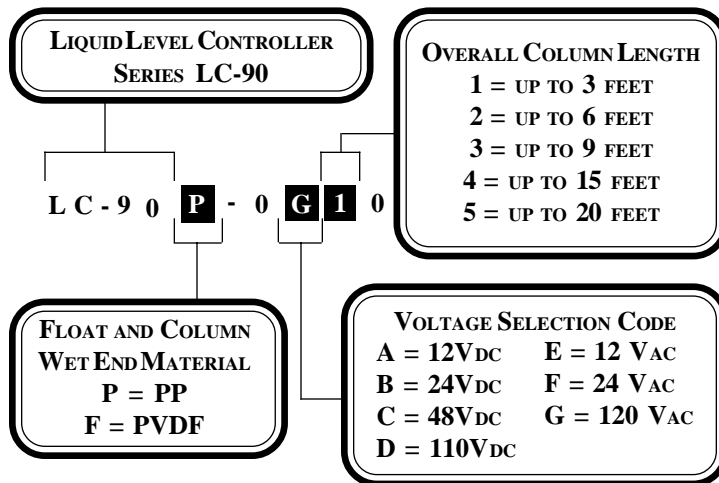 LIQUID LEVEL CONTROLLER
SERIES LC-90
OVERALL COLUMN LENGTH
1 = UP TO 3 FEET
2 = UP TO 6 FEET
3 = UP TO 9 FEET
4 = UP TO 15 FEET
5 = UP TO 20 FEET
LC-90 P - 0 G 1 0
FLOAT AND COLUMN
WET END MATERIAL
P = PP
F = PVDF
VOLTAGE SELECTION CODE
A = 12VDC E = 12 VAC
B = 24VDC F = 24 VAC
C = 48VDC G = 120 VAC
D = 110VDC